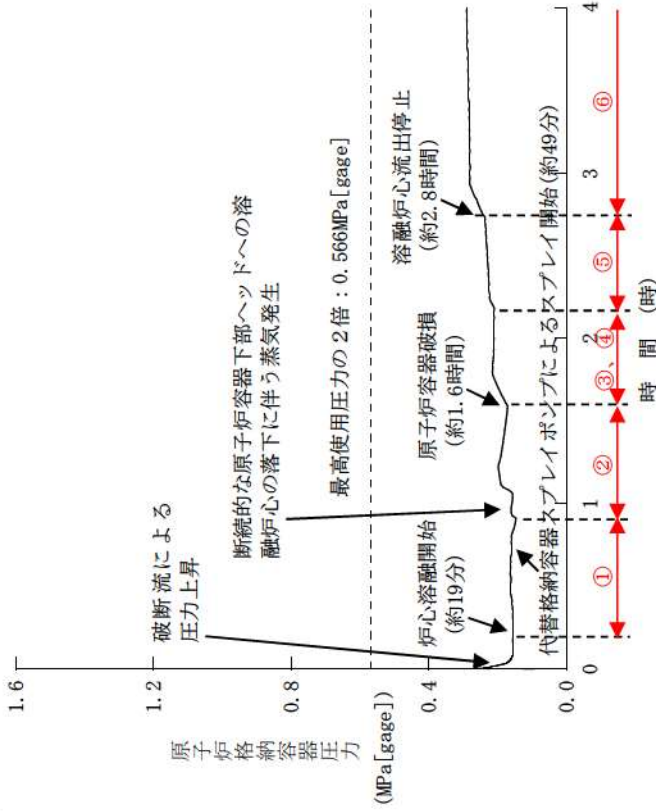 破断流による
圧力上昇
断続的な原子炉容器下部ヘッドへの溶
融炉心の落下に伴う蒸気発生
最高使用圧力の2倍：0.566MPa[gage]
炉心溶融開始
(約19分)
原子炉容器破損
(約1.6時間)
溶融炉心流出停止
(約2.8時間)
代替格納容器スプレイポンプによるスプレイ開始(約49分)
原子炉格納容器圧力
(MPa[gage])
1.6
1.2
0.8
0.4
0.0
0
1
2
3
4
①
②
③、④
⑤
⑥
時　間　(時)